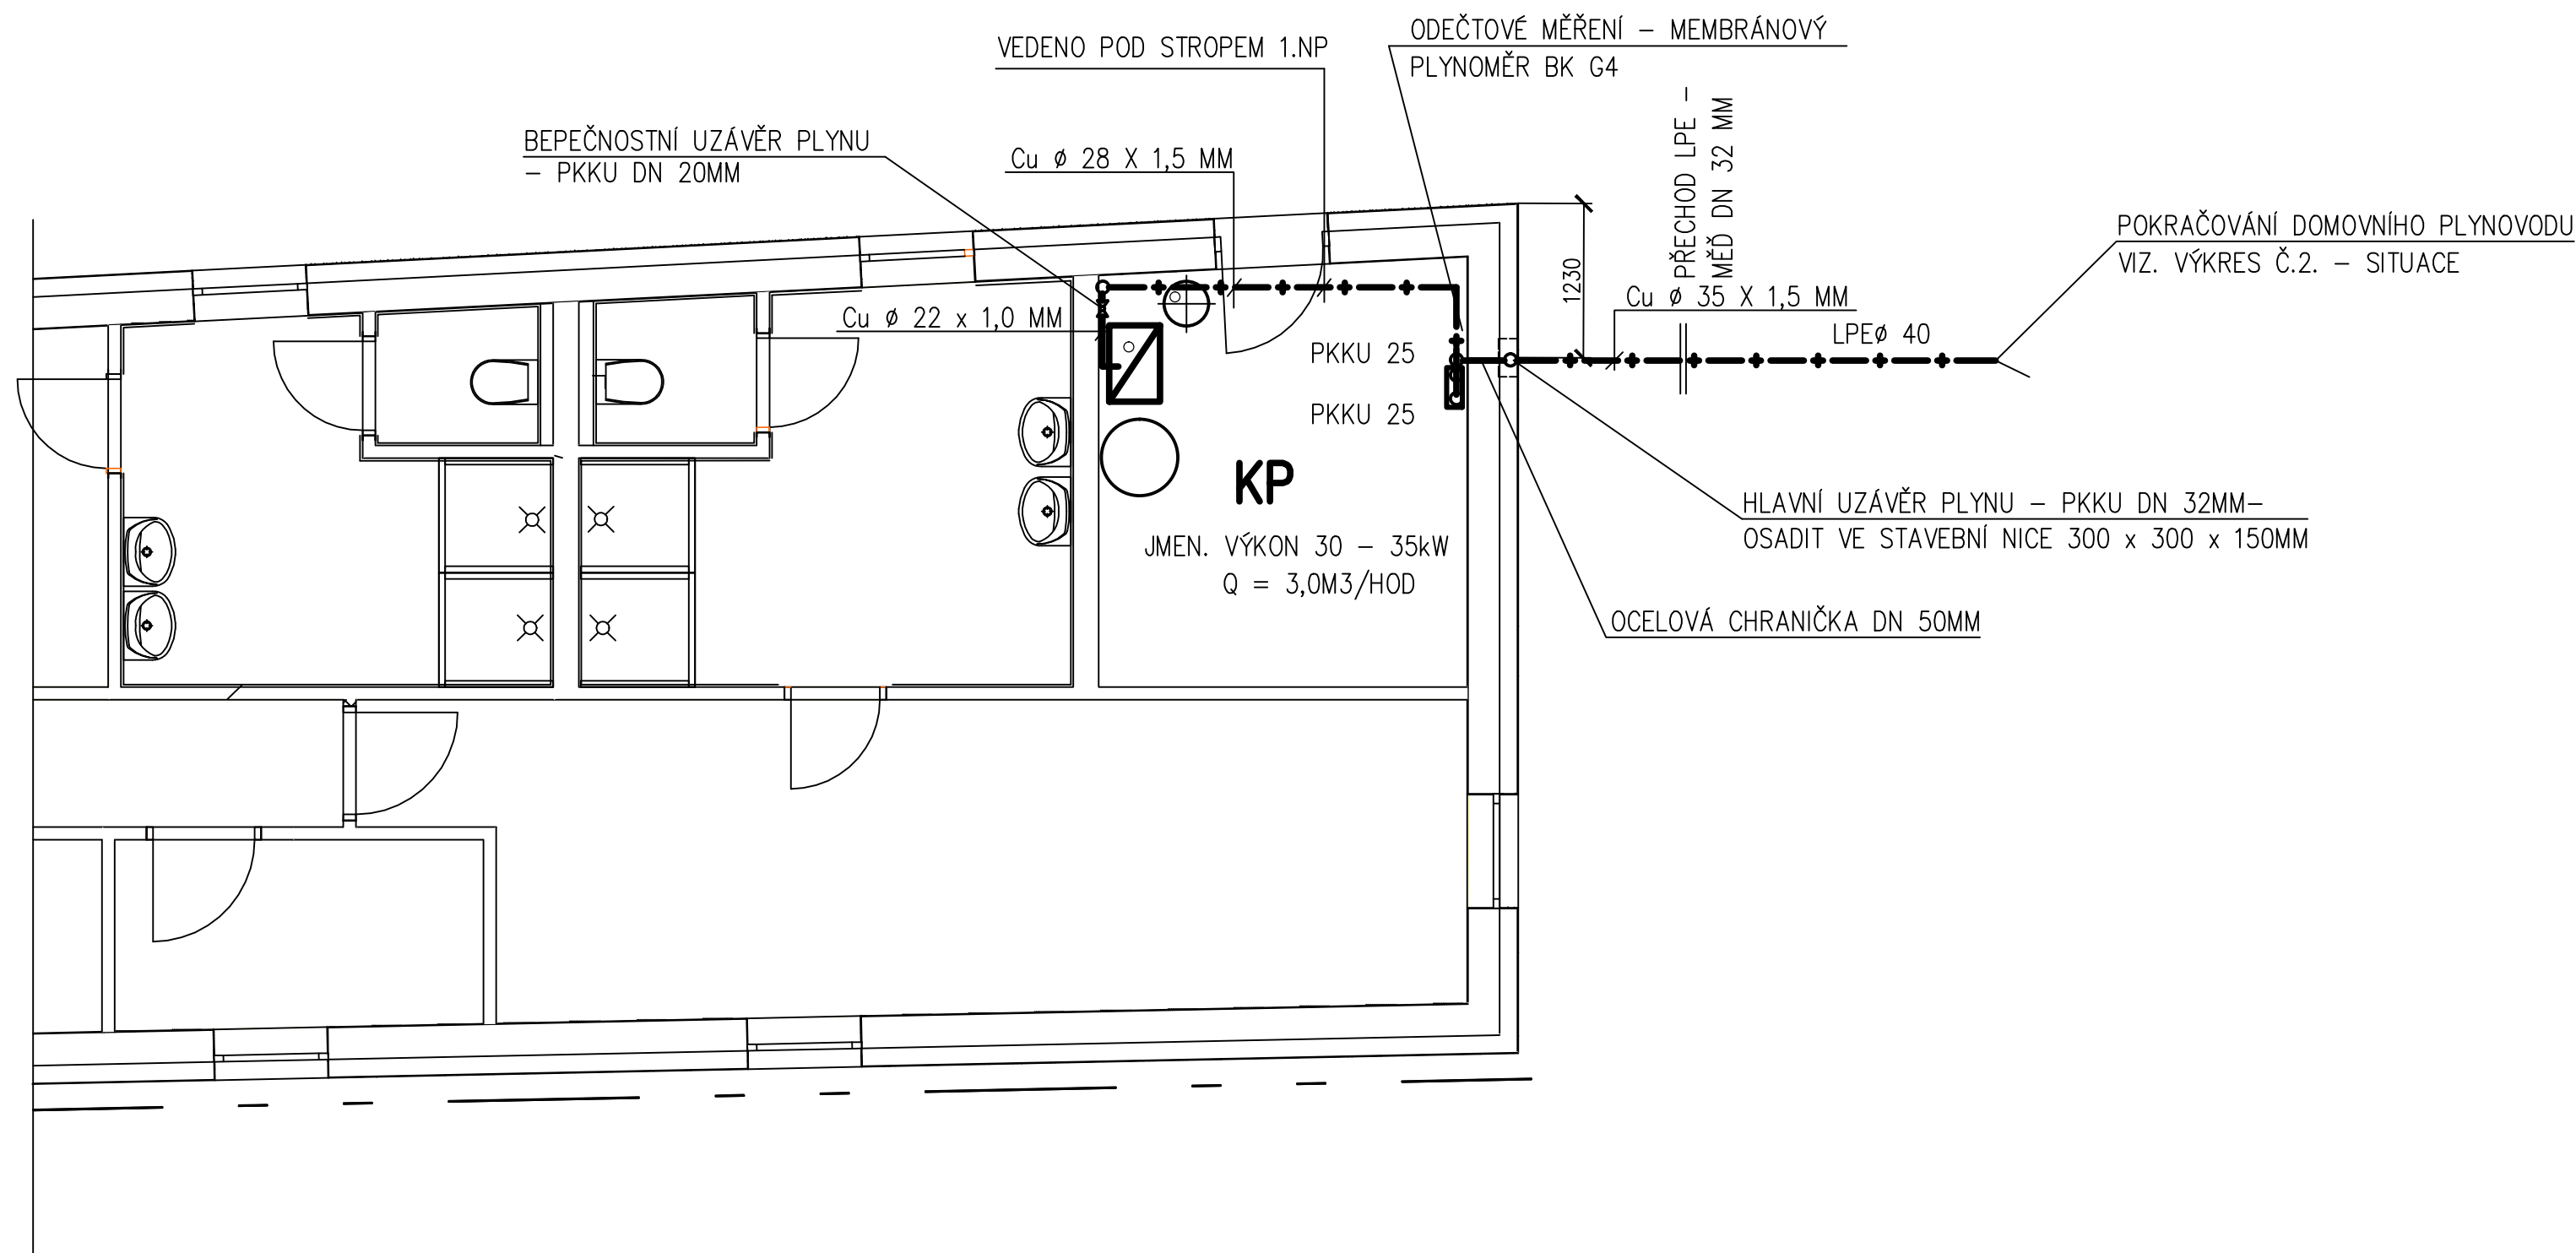 ODEČTOVÉ MĚŘENÍ – MEMBRÁNOVÝ
PLYNOMĚR BK G4
VEDENO POD STROPEM 1.NP
BEPEČNOSTNÍ UZÁVĚR PLYNU
– PKKU DN 20MM
Cu ø 28 X 1,5 MM
PŘECHOD LPE –
MĚĎ DN 32 MM
1230
POKRAČOVÁNÍ DOMOVNÍHO PLYNOVODU
VIZ. VÝKRES Č.2. – SITUACE
Cu ø 35 X 1,5 MM
LPEø 40
Cu ø 22 x 1,0 MM
PKKU 25
PKKU 25
KP
JMEN. VÝKON 30 – 35kW
Q = 3,0M3/HOD
HLAVNÍ UZÁVĚR PLYNU – PKKU DN 32MM–
OSADIT VE STAVEBNÍ NICE 300 x 300 x 150MM
OCELOVÁ CHRANIČKA DN 50MM